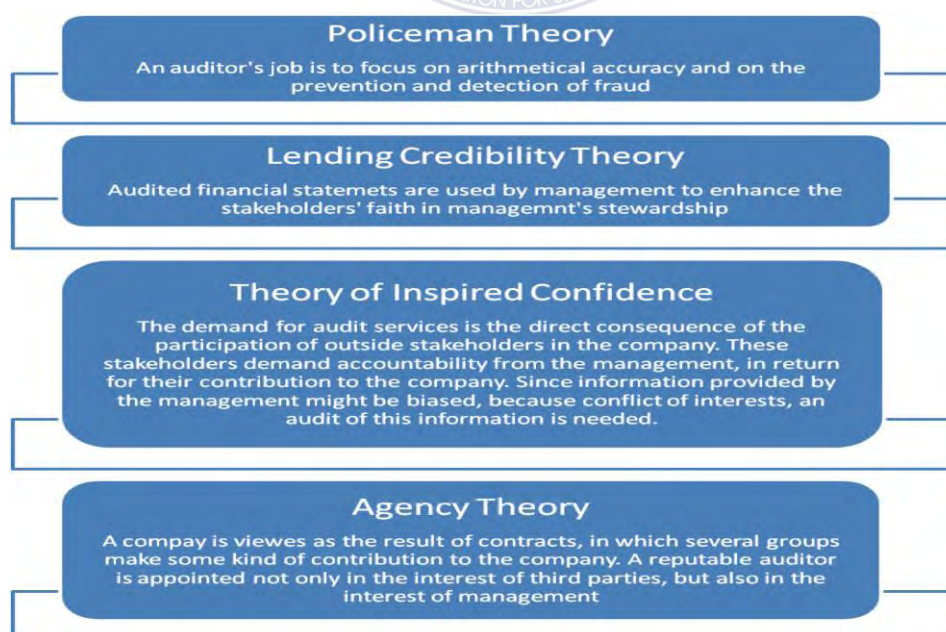 Policeman Theory
An auditor's job is to focus on arithmetical accuracy and on the
prevention and detection of fraud
Lending Credibility Theory
Audited financial statemets are used by management to enhance the
stakeholders' faith in managemnt's stewardship
Theory of Inspired Confidence
The demand for audit services is the direct consequence of the
participation of outside stakeholders in the company. These
stakeholders demand accountability from the management, in return
for their contribution to the company. Since information provided by
the management might be biased, because conflict of interests, an
audit of this information is needed.
Agency Theory
A compay is viewes as the result of contracts, in which several groups
make some kind of contribution to the company. A reputable auditor
is appointed not only in the interest of third parties, but also in the
interest of management